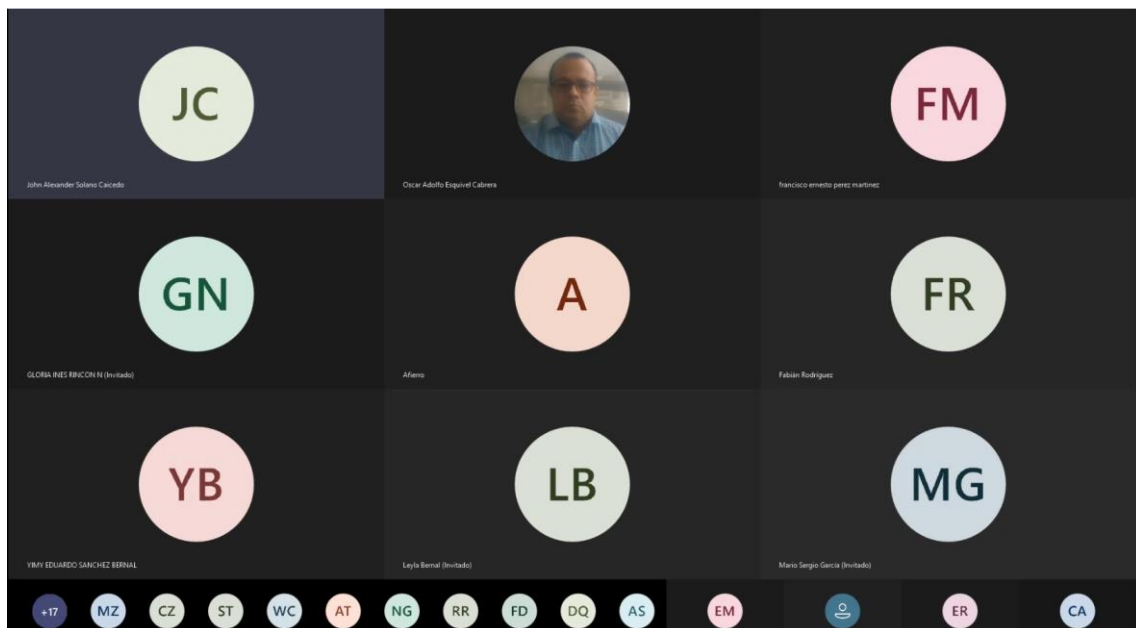 JC
John Alexander Solano Caicedo
Oscar Adolfo Esquivel Cabrera
FM
francisco ernesto perez martinez
GN
GLORIA INES RINCON N (Invitado)
A
Afierro
FR
Fabián Rodríguez
YB
YIMY EDUARDO SANCHEZ BERNAL
LB
Leyla Bernal (Invitado)
MG
Mario Sergio García (Invitado)
+17 MZ CZ ST WC AT NG RR FD DQ AS EM ER CA